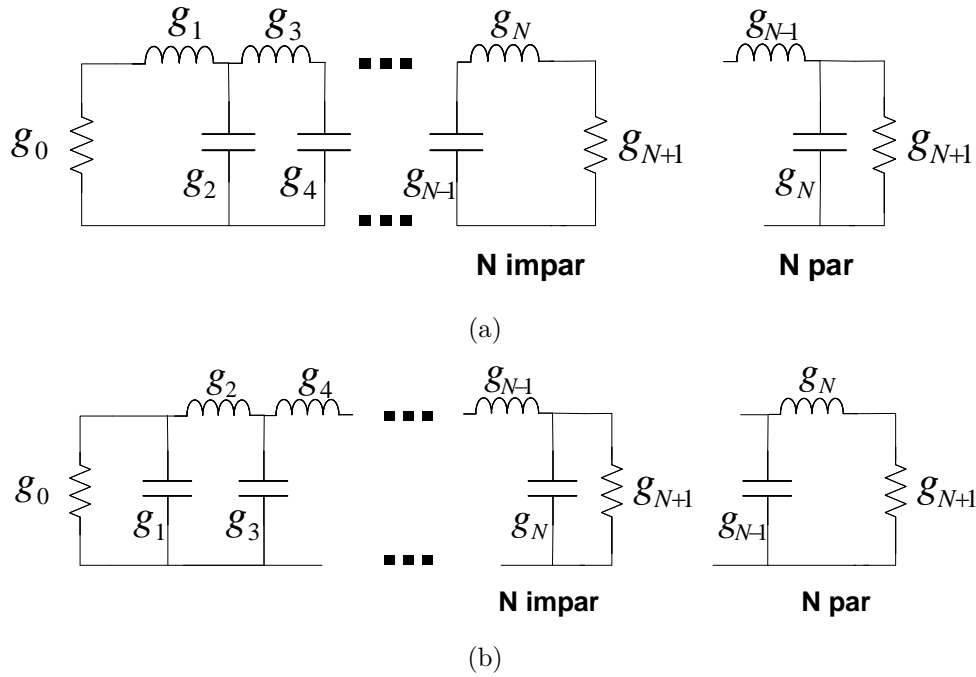 g1 g3 gN gN-1
g0 g2 g4 gN-1 gN+1 gN gN+1
N impar N par
(a)
g2 g4 gN-1 gN
g0 g1 g3 gN gN+1 gN-1 gN+1
N impar N par
(b)